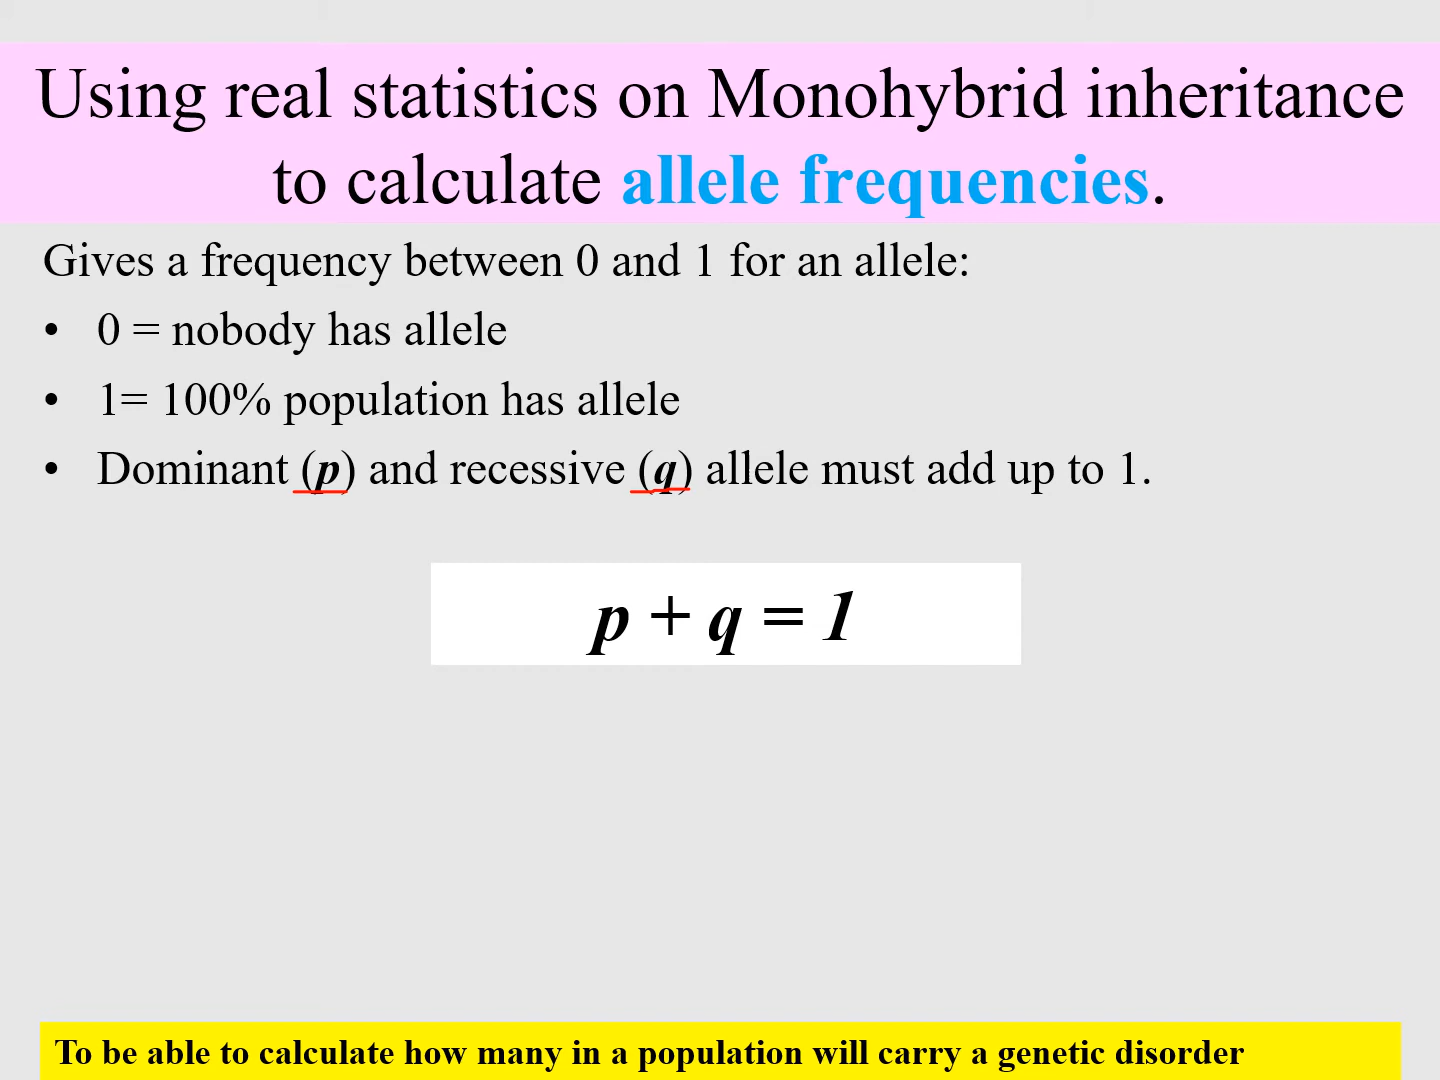 Using real statistics on Monohybrid inheritance
to calculate allele frequencies.
Gives a frequency between 0 and 1 for an allele:
• 0 = nobody has allele
• 1= 100% population has allele
• Dominant (p) and recessive (q) allele must add up to 1.
p + q = 1
To be able to calculate how many in a population will carry a genetic disorder